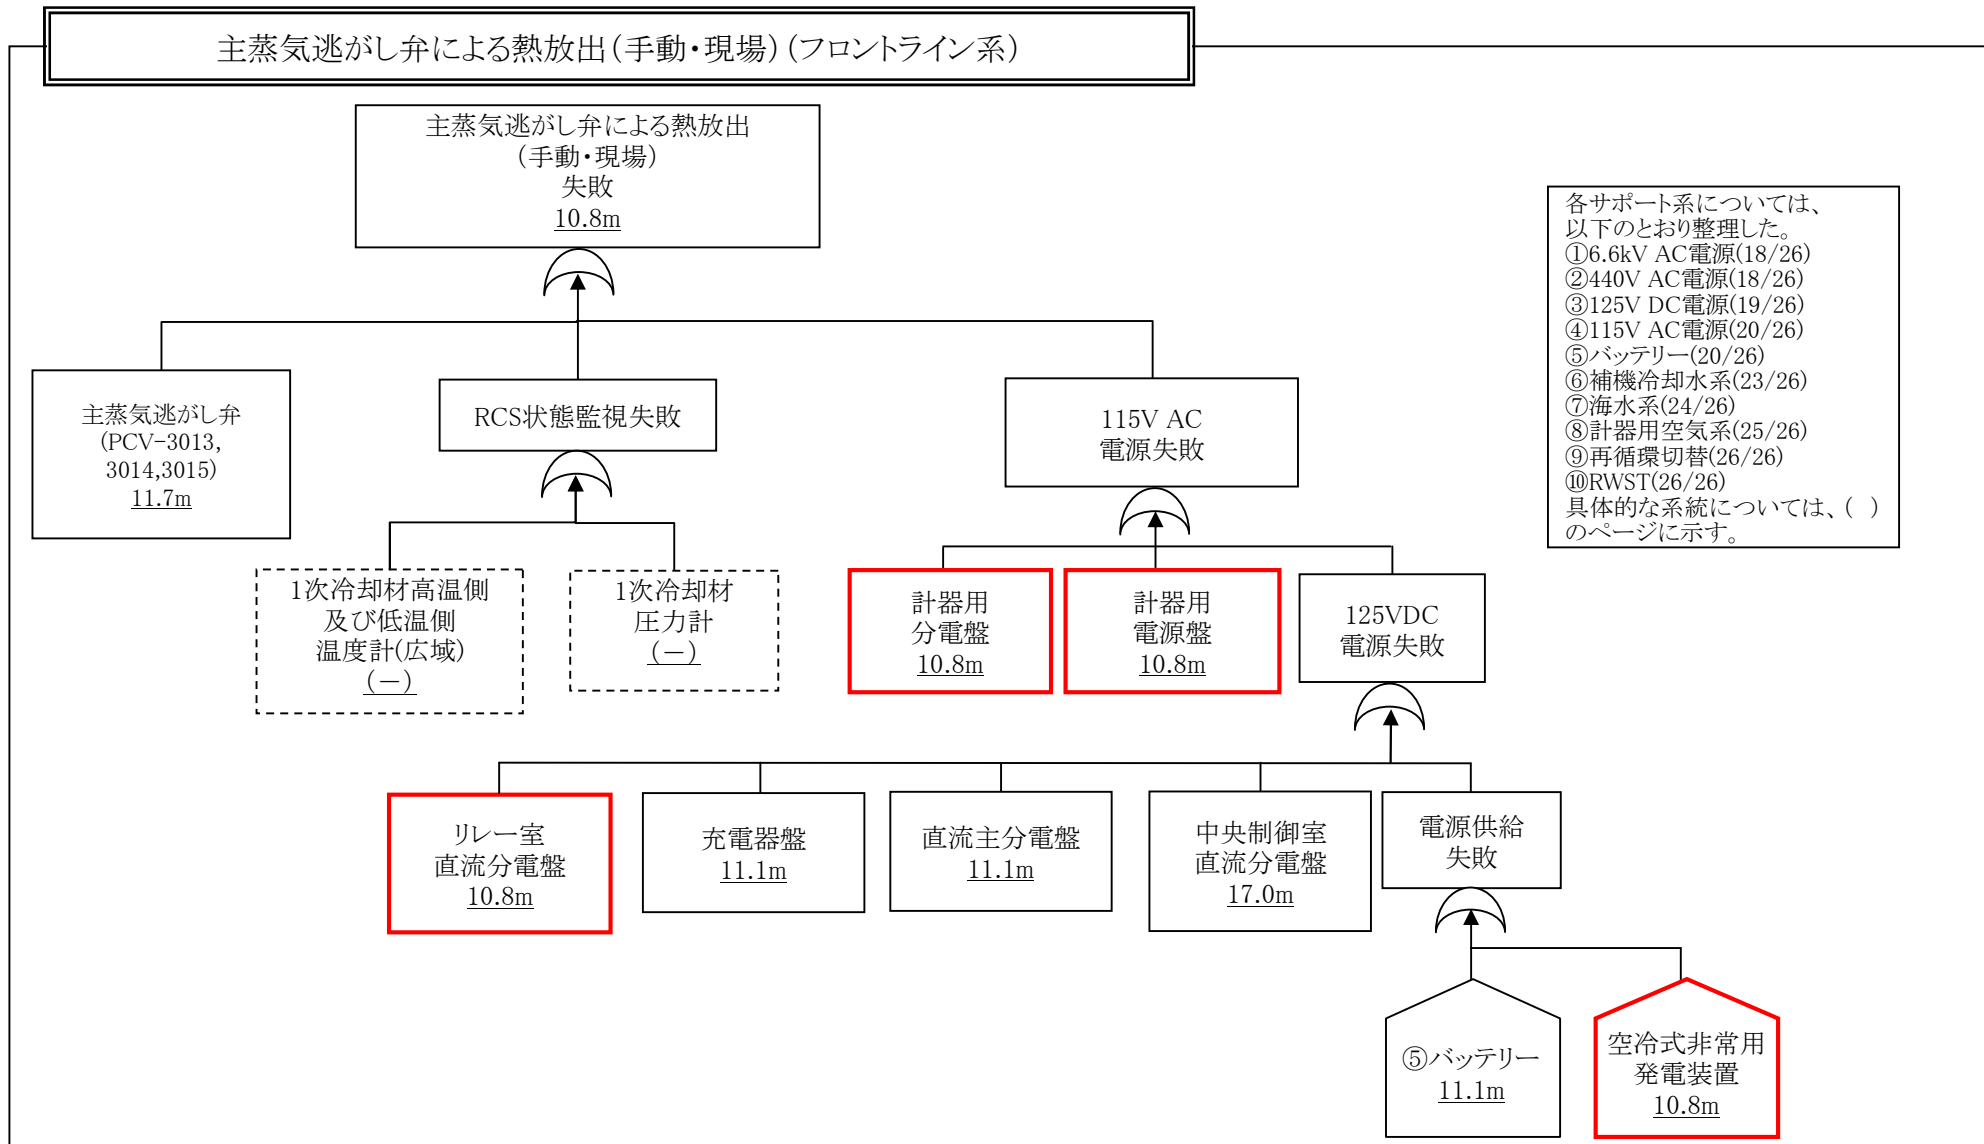 主蒸気逃がし弁による熱放出(手動・現場)(フロントライン系)
主蒸気逃がし弁による熱放出
(手動・現場)
失敗
10.8m
各サポート系については、
以下のとおり整理した。
①6.6kV AC電源(18/26)
②440V AC電源(18/26)
③125V DC電源(19/26)
④115V AC電源(20/26)
⑤バッテリー(20/26)
⑥補機冷却水系(23/26)
⑦海水系(24/26)
⑧計器用空気系(25/26)
⑨再循環切替(26/26)
⑩RWST(26/26)
具体的な系統については、( )
のページに示す。
主蒸気逃がし弁
(PCV-3013,
3014,3015)
11.7m
RCS状態監視失敗
115V AC
電源失敗
1次冷却材高温側
及び低温側
温度計(広域)
(-)
1次冷却材
圧力計
(-)
計器用
分電盤
10.8m
計器用
電源盤
10.8m
125VDC
電源失敗
リレー室
直流分電盤
10.8m
充電器盤
11.1m
直流主分電盤
11.1m
中央制御室
直流分電盤
17.0m
電源供給
失敗
⑤バッテリー
11.1m
空冷式非常用
発電装置
10.8m